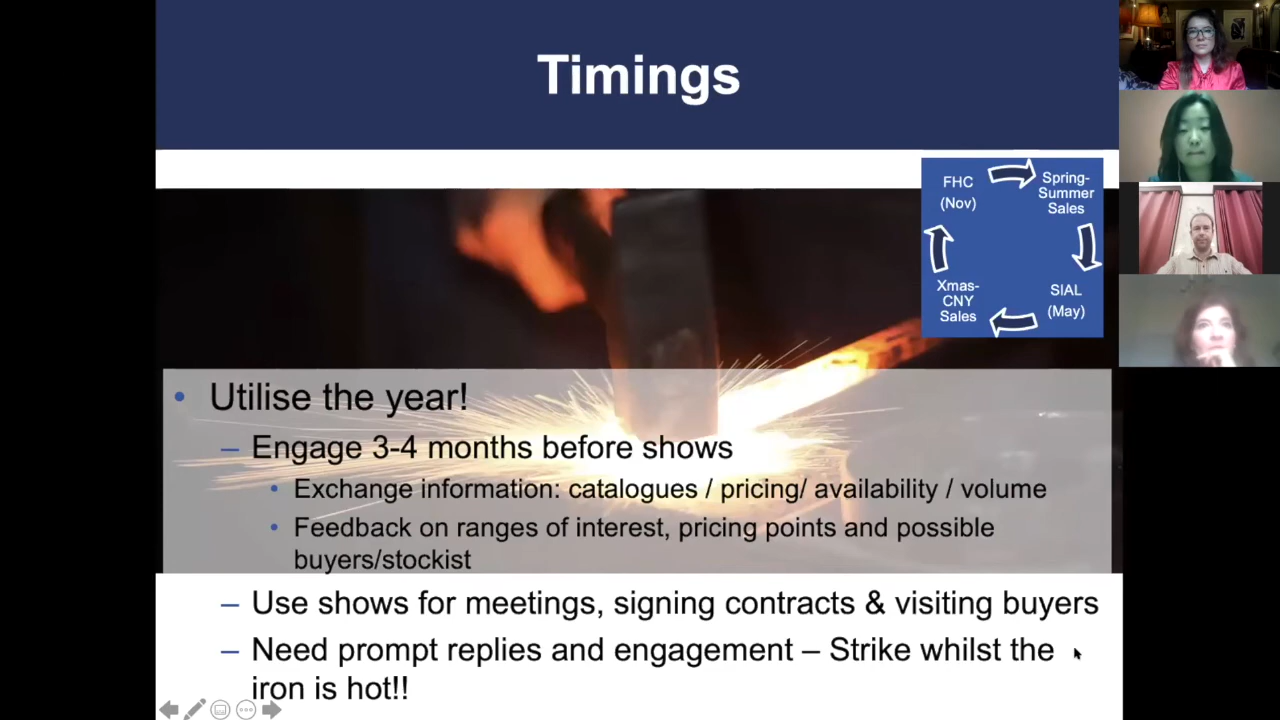 Timings
FHC
(Nov)
Spring-
Summer
Sales
Xmas-
CNY
Sales
SIAL
(May)
• Utilise the year!
– Engage 3-4 months before shows
• Exchange information: catalogues / pricing/ availability / volume
• Feedback on ranges of interest, pricing points and possible
buyers/stockist
– Use shows for meetings, signing contracts & visiting buyers
– Need prompt replies and engagement – Strike whilst the
iron is hot!!